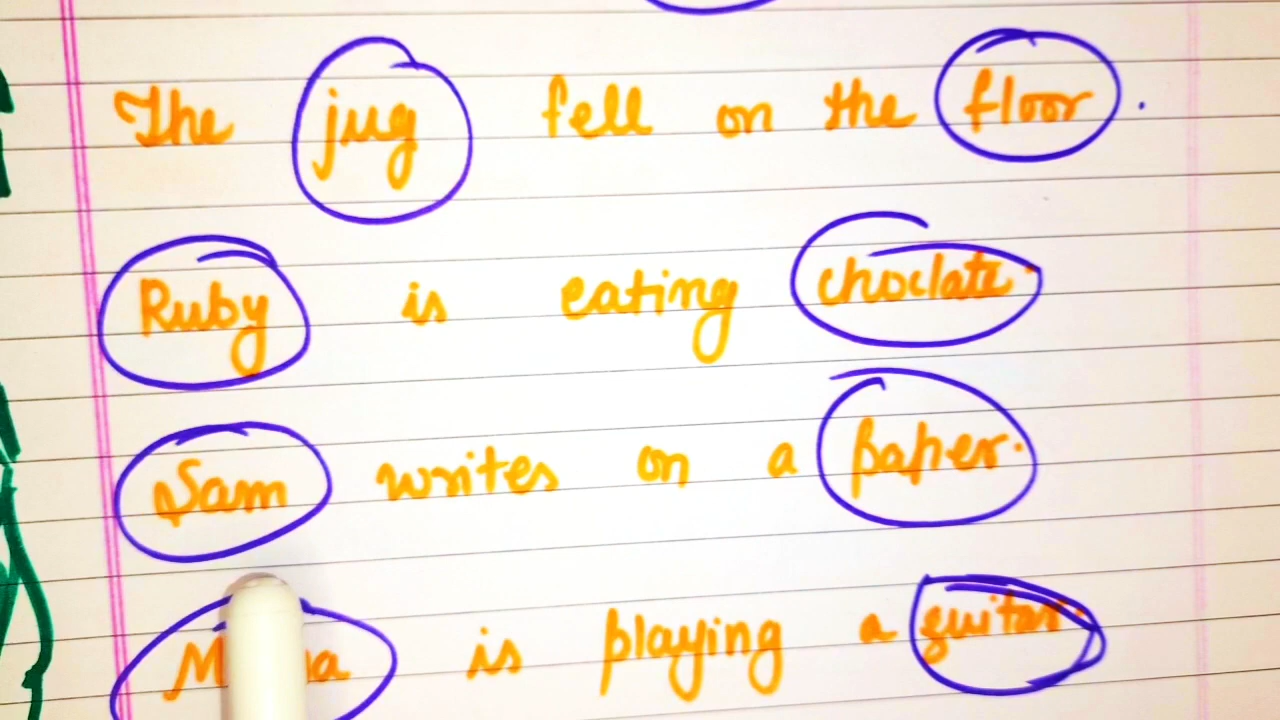 The jug fell on the floor.
Ruby is eating choclate.
Sam writes on a paper.
is playing a guitar.